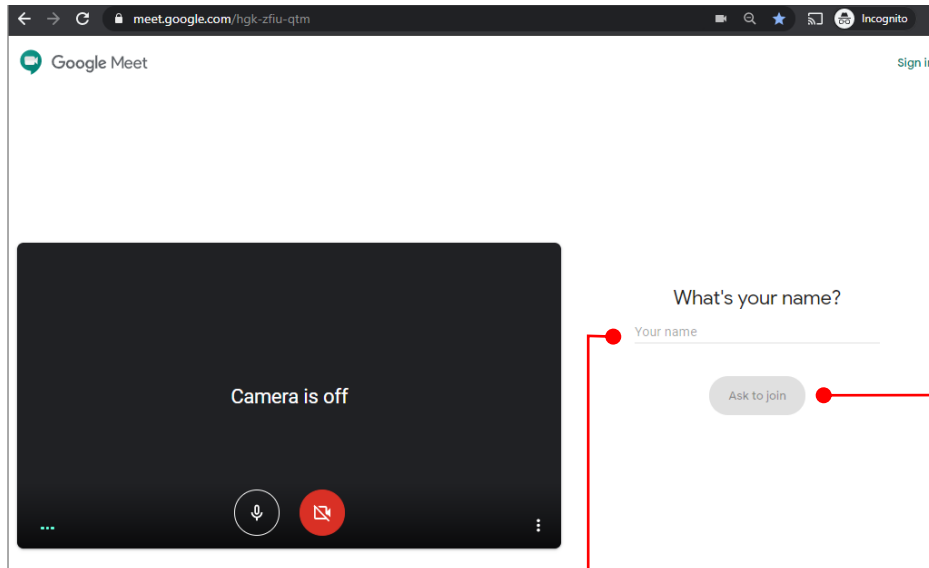 meet.google.com/hgk-zfiu-qtm
Incognito
Google Meet
Sign i
What's your name?
Your name
Camera is off
Ask to join